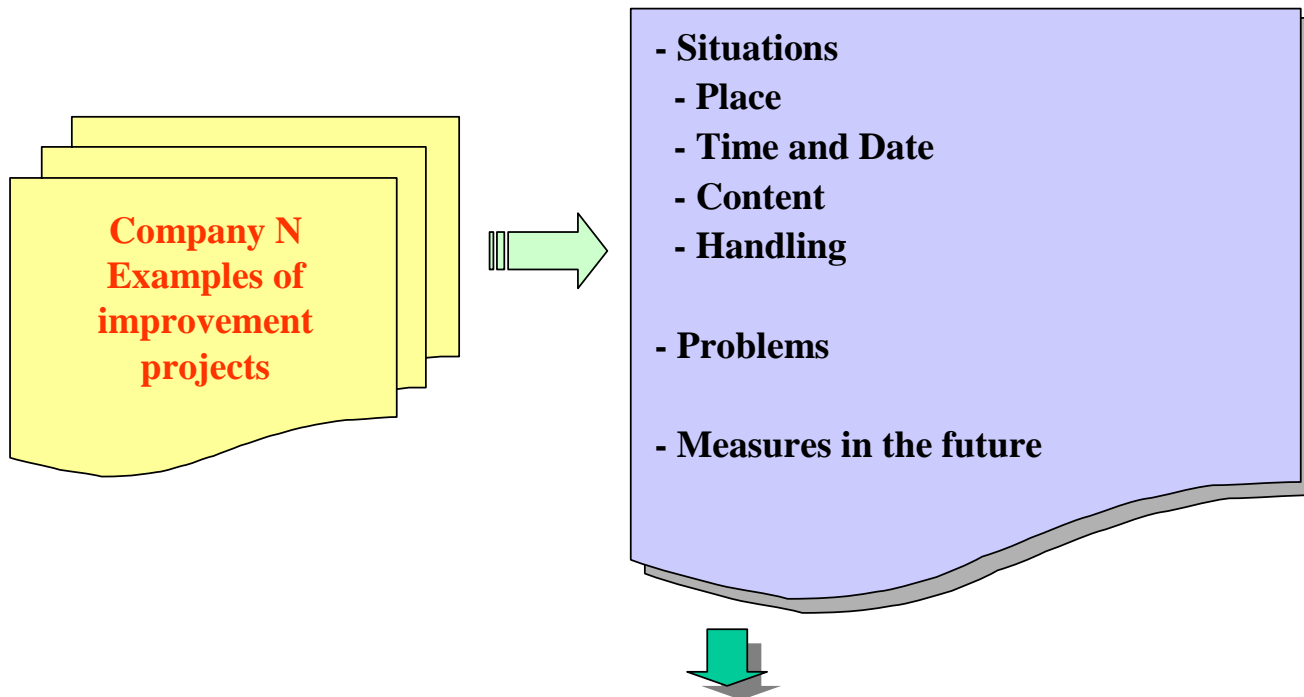 Company N
Examples of
improvement
projects
- Situations
- Place
- Time and Date
- Content
- Handling
- Problems
- Measures in the future